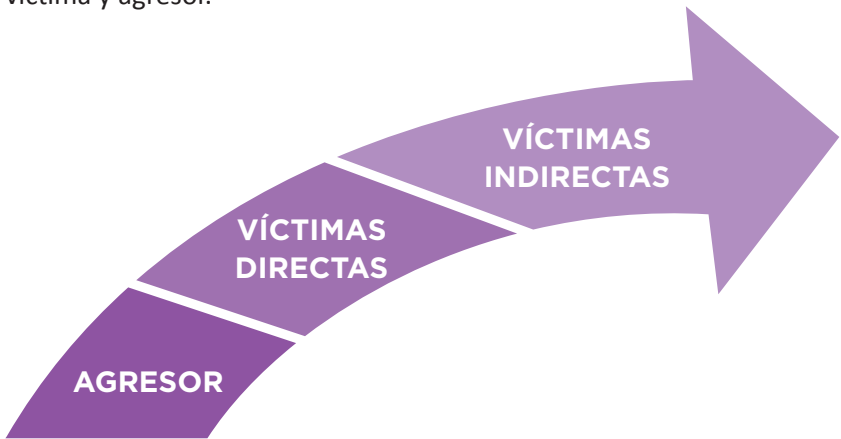 víctima y agresor.
VÍCTIMAS
INDIRECTAS
VÍCTIMAS
DIRECTAS
AGRESOR